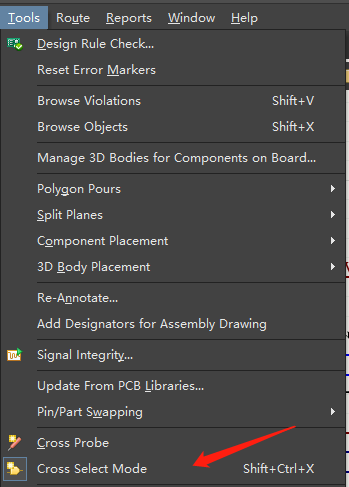 Tools Route Reports Window Help
Design Rule Check...
Reset Error Markers
Browse Violations Shift+V
Browse Objects Shift+X
Manage 3D Bodies for Components on Board...
Polygon Pours
Split Planes
Component Placement
3D Body Placement
Re-Annotate...
Add Designators for Assembly Drawing
Signal Integrity...
Update From PCB Libraries...
Pin/Part Swapping
Cross Probe
Cross Select Mode Shift+Ctrl+X